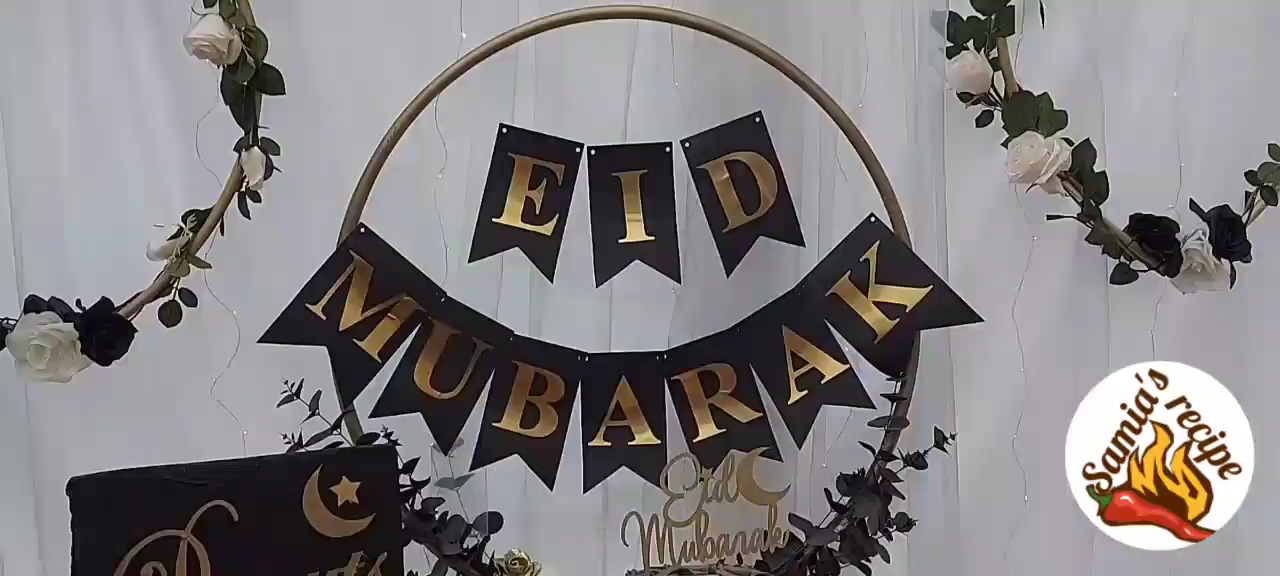 EID
MUBARAK
Eid
Mubarak
Samia's recipe